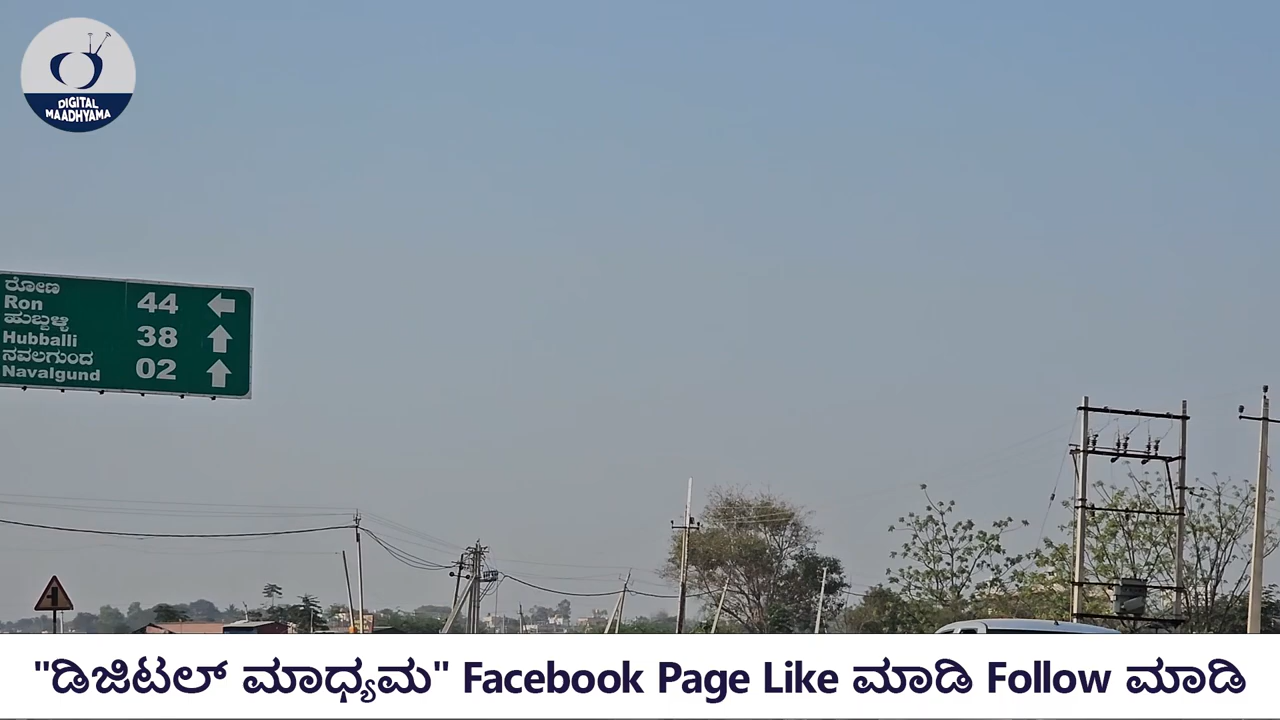 DIGITAL
MAADHYAMA
ರೋಣ
Ron 44
ಹುಬ್ಬಳ್ಳಿ
Hubballi 38
ನವಲಗುಂದ
Navalgund 02
"ಡಿಜಿಟಲ್ ಮಾಧ್ಯಮ" Facebook Page Like ಮಾಡಿ Follow ಮಾಡಿ